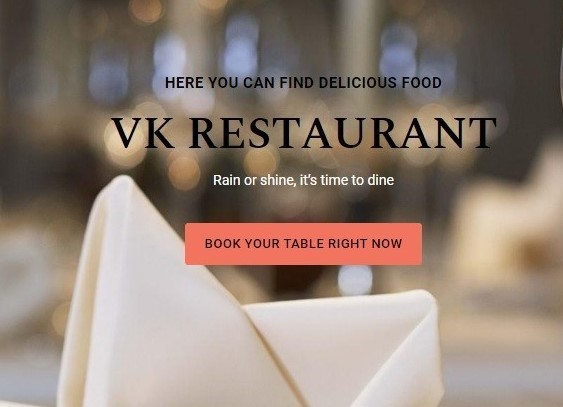 HERE YOU CAN FIND DELICIOUS FOOD
VK RESTAURANT
Rain or shine, it's time to dine
BOOK YOUR TABLE RIGHT NOW